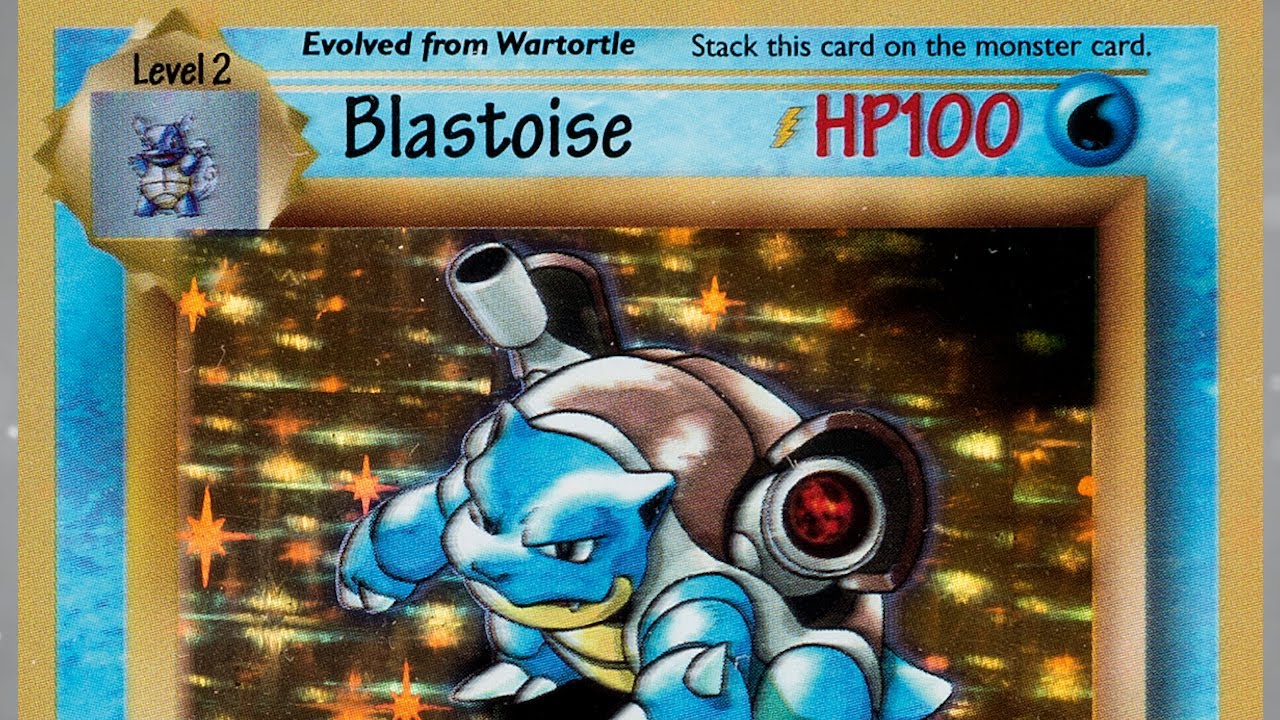 Evolved from Wartortle Stack this card on the monster card.
Level 2
Blastoise HP100